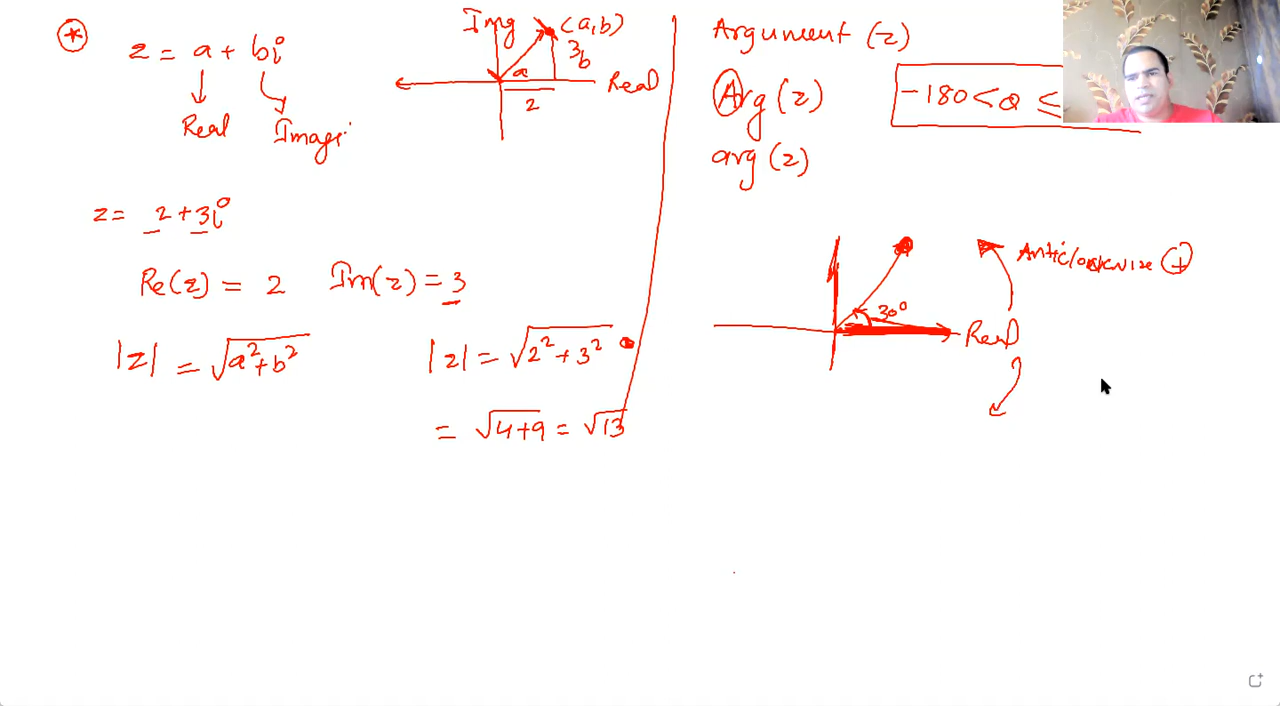 z = a + bi
Real
Imagi
Img
(a,b)
3
b
a
Real
2
z = 2+3i
Re(z) = 2 Im(z) = 3
|z| = √a²+b²
|z| = √2²+3²
= √4+9 = √13
Argument (z)
Arg(z)
-180 < θ ≤
arg(z)
Anticlockwize (+)
30°
Real